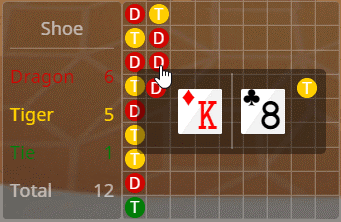 Shoe
Dragon 6
Tiger 5
Tie 1
Total 12
D T
T D
D D
T D
D
T
T
D
T
K 8 T